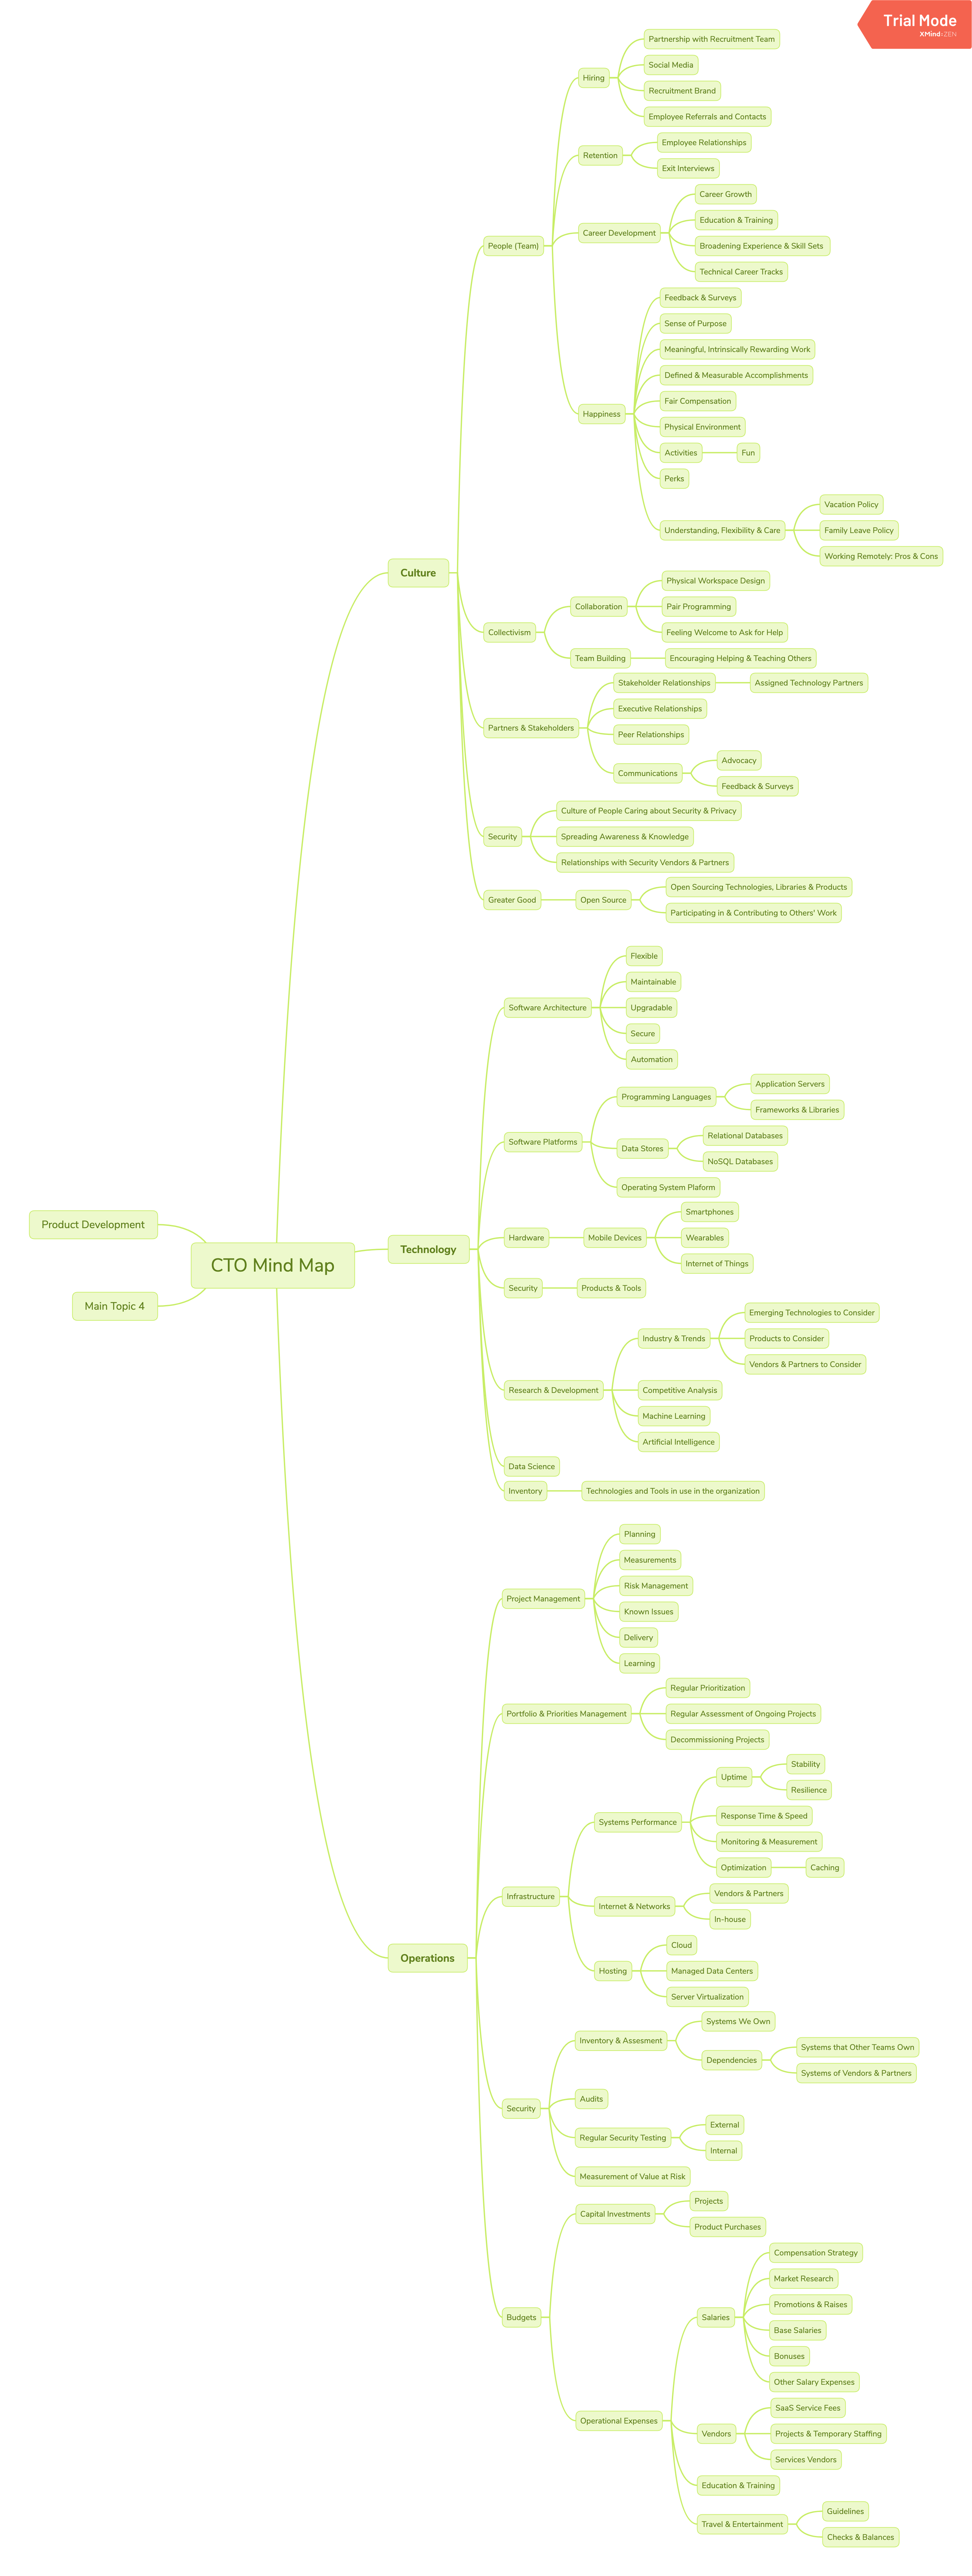 Trial Mode
XMind:ZEN
Partnership with Recruitment Team
Social Media
Hiring
Recruitment Brand
Employee Referrals and Contacts
Employee Relationships
Retention
Exit Interviews
Career Growth
Education & Training
Career Development
People (Team)
Broadening Experience & Skill Sets
Technical Career Tracks
Feedback & Surveys
Sense of Purpose
Meaningful, Intrinsically Rewarding Work
Defined & Measurable Accomplishments
Fair Compensation
Happiness
Physical Environment
Activities
Fun
Perks
Vacation Policy
Understanding, Flexibility & Care
Family Leave Policy
Working Remotely: Pros & Cons
Culture
Physical Workspace Design
Collaboration
Pair Programming
Collectivism
Feeling Welcome to Ask for Help
Team Building
Encouraging Helping & Teaching Others
Stakeholder Relationships
Assigned Technology Partners
Executive Relationships
Partners & Stakeholders
Peer Relationships
Advocacy
Communications
Feedback & Surveys
Culture of People Caring about Security & Privacy
Security
Spreading Awareness & Knowledge
Relationships with Security Vendors & Partners
Open Sourcing Technologies, Libraries & Products
Greater Good
Open Source
Participating in & Contributing to Others' Work
Flexible
Maintainable
Software Architecture
Upgradable
Secure
Automation
Application Servers
Programming Languages
Frameworks & Libraries
Relational Databases
Software Platforms
Data Stores
NoSQL Databases
Operating System Plaform
Smartphones
Product Development
Hardware
Mobile Devices
Wearables
Technology
CTO Mind Map
Internet of Things
Security
Products & Tools
Main Topic 4
Emerging Technologies to Consider
Industry & Trends
Products to Consider
Vendors & Partners to Consider
Research & Development
Competitive Analysis
Machine Learning
Artificial Intelligence
Data Science
Inventory
Technologies and Tools in use in the organization
Planning
Measurements
Risk Management
Project Management
Known Issues
Delivery
Learning
Regular Prioritization
Portfolio & Priorities Management
Regular Assessment of Ongoing Projects
Decommissioning Projects
Stability
Uptime
Resilience
Response Time & Speed
Systems Performance
Monitoring & Measurement
Optimization
Caching
Infrastructure
Vendors & Partners
Internet & Networks
In-house
Cloud
Operations
Hosting
Managed Data Centers
Server Virtualization
Systems We Own
Inventory & Assesment
Systems that Other Teams Own
Dependencies
Systems of Vendors & Partners
Audits
Security
External
Regular Security Testing
Internal
Measurement of Value at Risk
Projects
Capital Investments
Product Purchases
Compensation Strategy
Market Research
Promotions & Raises
Budgets
Salaries
Base Salaries
Bonuses
Other Salary Expenses
SaaS Service Fees
Operational Expenses
Vendors
Projects & Temporary Staffing
Services Vendors
Education & Training
Guidelines
Travel & Entertainment
Checks & Balances